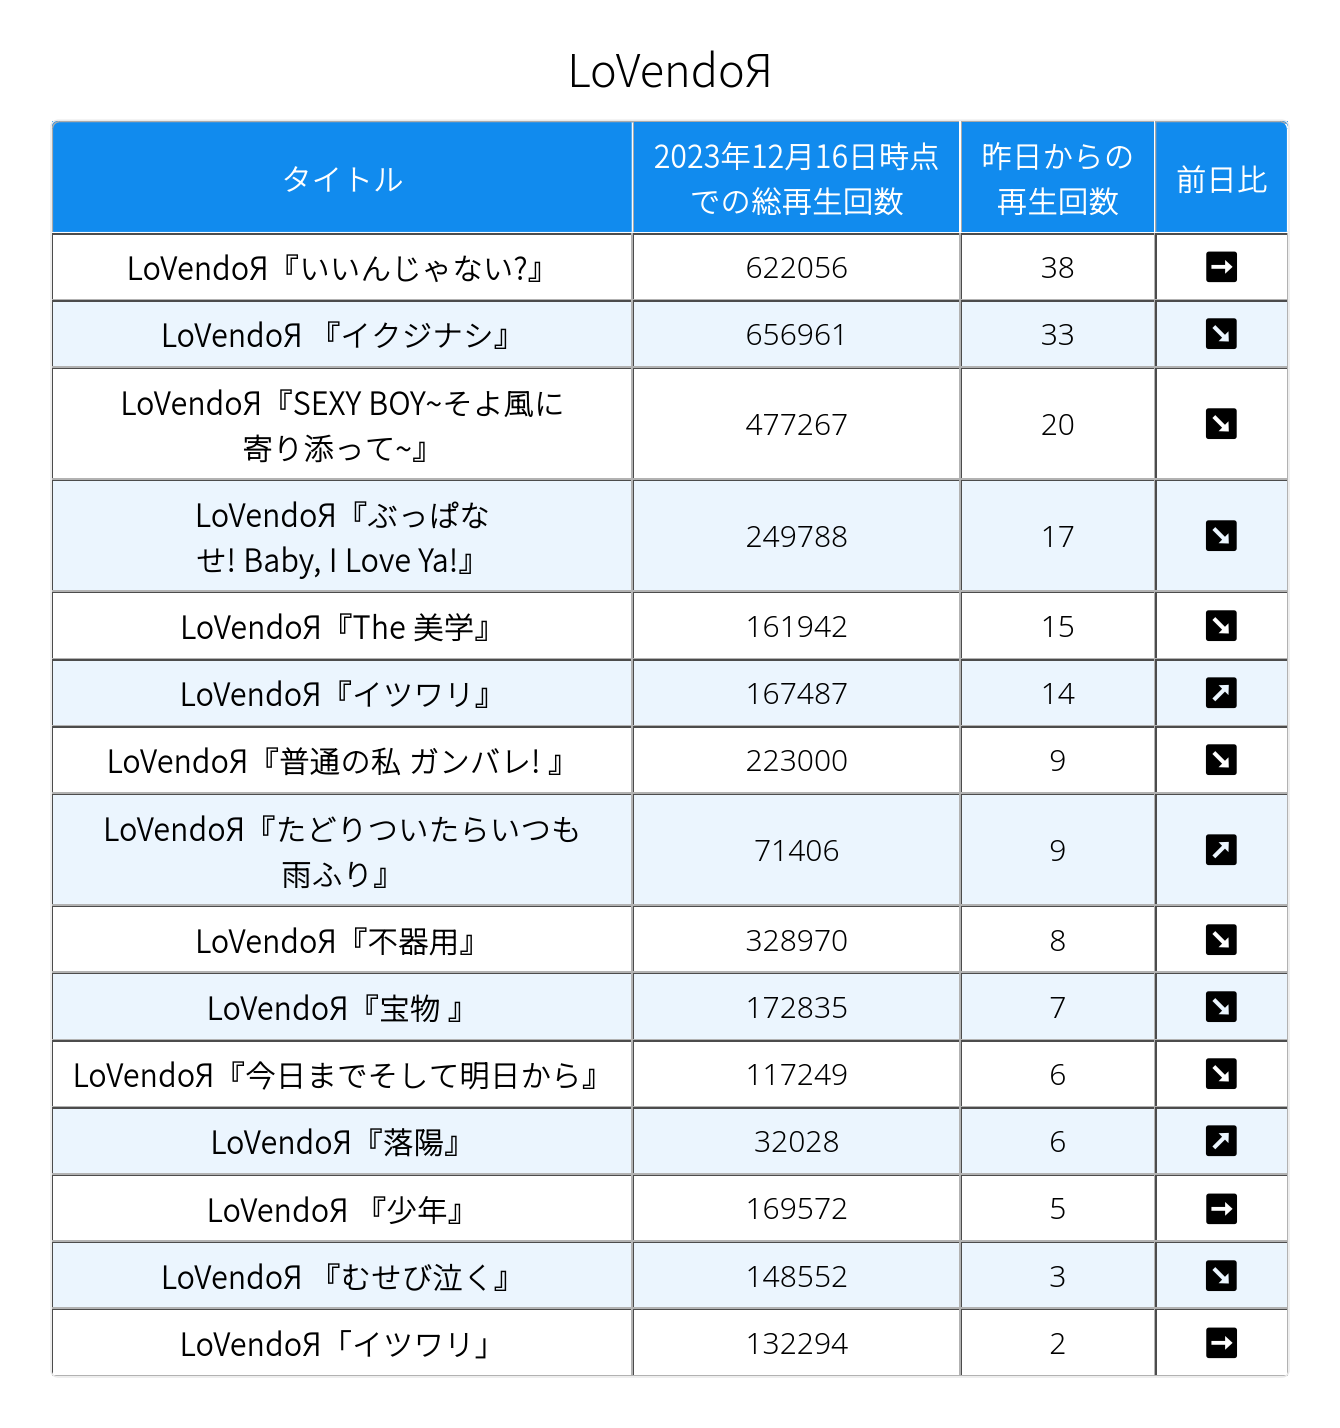 LoVendoЯ
タイトル
2023年12月16日時点
での総再生回数
昨日からの
再生回数
前日比
LoVendoЯ『いいんじゃない?』
622056
38
LoVendoЯ 『イクジナシ』
656961
33
LoVendoЯ『SEXY BOY~そよ風に
寄り添って~』
477267
20
LoVendoЯ『ぶっぱな
せ! Baby, I Love Ya!』
249788
17
LoVendoЯ『The 美学』
161942
15
LoVendoЯ『イツワリ』
167487
14
LoVendoЯ『普通の私 ガンバレ! 』
223000
9
LoVendoЯ『たどりついたらいつも
雨ふり』
71406
9
LoVendoЯ『不器用』
328970
8
LoVendoЯ『宝物 』
172835
7
LoVendoЯ『今日までそして明日から』
117249
6
LoVendoЯ『落陽』
32028
6
LoVendoЯ 『少年』
169572
5
LoVendoЯ 『むせび泣く』
148552
3
LoVendoЯ「イツワリ」
132294
2